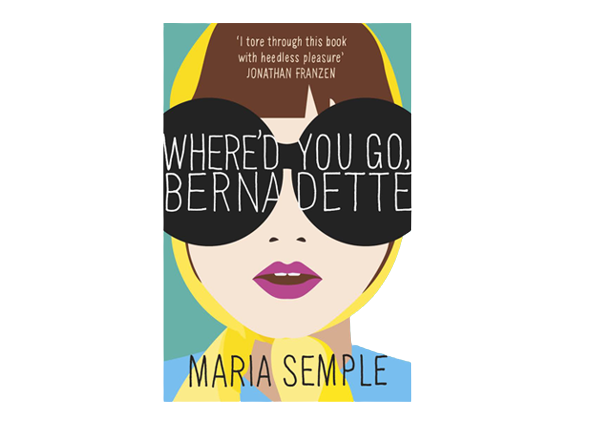 ‘I tore through this book
with heedless pleasure’
JONATHAN FRANZEN
WHERE’D YOU GO,
BERNADETTE
MARIA SEMPLE